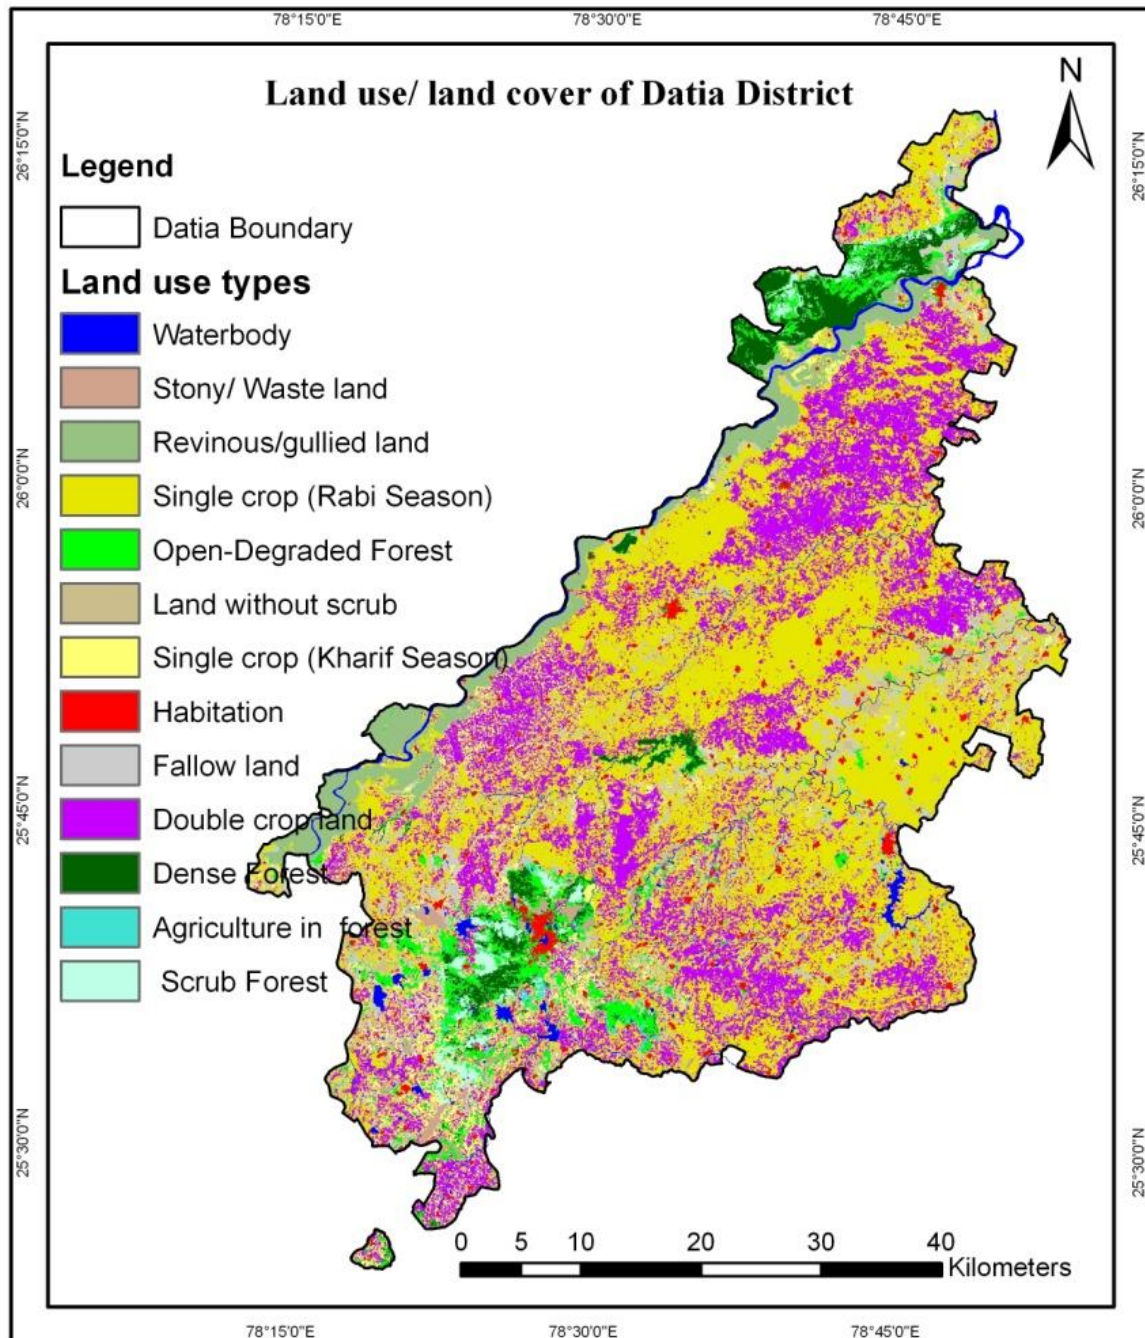 78°15'0"E 78°30'0"E 78°45'0"E
Land use/ land cover of Datia District
N
26°15'0"N 26°15'0"N
Legend
Datia Boundary
Land use types
Waterbody
Stony/ Waste land
Revinous/gullied land
26°0'0"N 26°0'0"N
Single crop (Rabi Season)
Open-Degraded Forest
Land without scrub
Single crop (Kharif Season)
Habitation
Fallow land
Double crop land
25°45'0"N 25°45'0"N
Dense Forest
Agriculture in forest
Scrub Forest
25°30'0"N 25°30'0"N
0 5 10 20 30 40
Kilometers
78°15'0"E 78°30'0"E 78°45'0"E